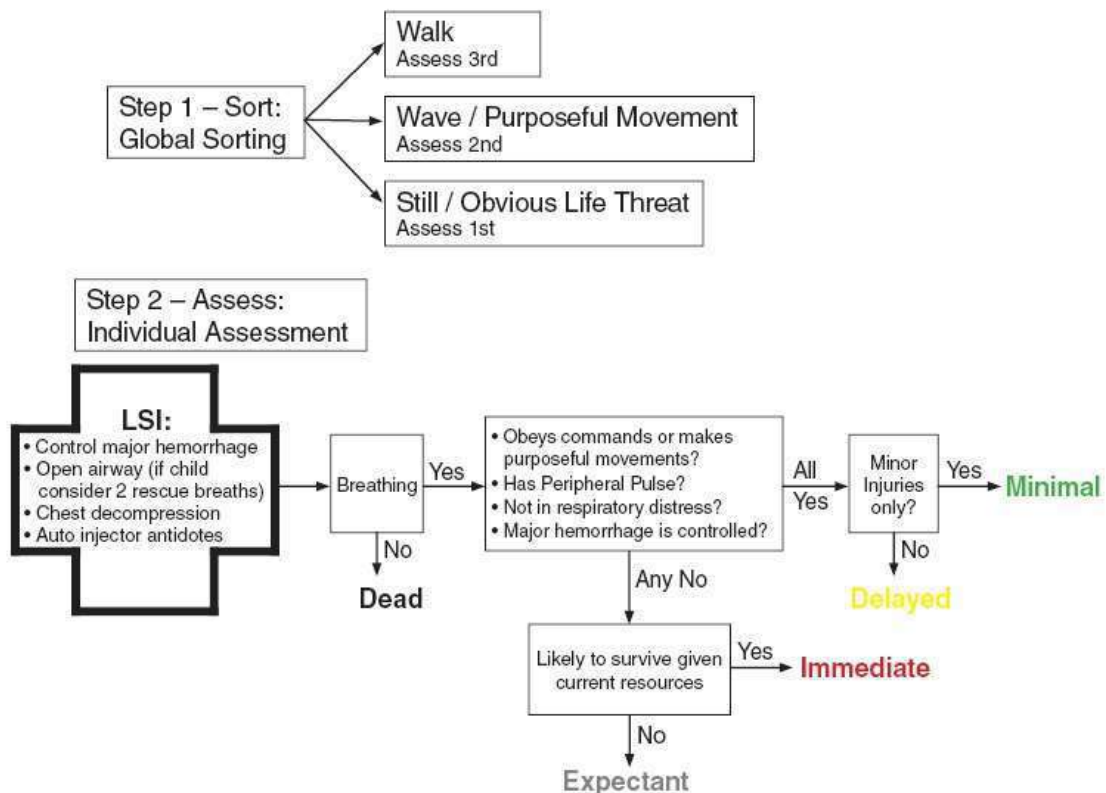 Walk
Assess 3rd
Step 1 – Sort:
Global Sorting
Wave / Purposeful Movement
Assess 2nd
Still / Obvious Life Threat
Assess 1st
Step 2 – Assess:
Individual Assessment
LSI:
• Control major hemorrhage
• Open airway (if child
consider 2 rescue breaths)
• Chest decompression
• Auto injector antidotes
Breathing
Yes
No
Dead
• Obeys commands or makes
purposeful movements?
• Has Peripheral Pulse?
• Not in respiratory distress?
• Major hemorrhage is controlled?
All
Yes
Minor
Injuries
only?
Yes
Minimal
No
Delayed
Any No
Likely to survive given
current resources
Yes
Immediate
No
Expectant